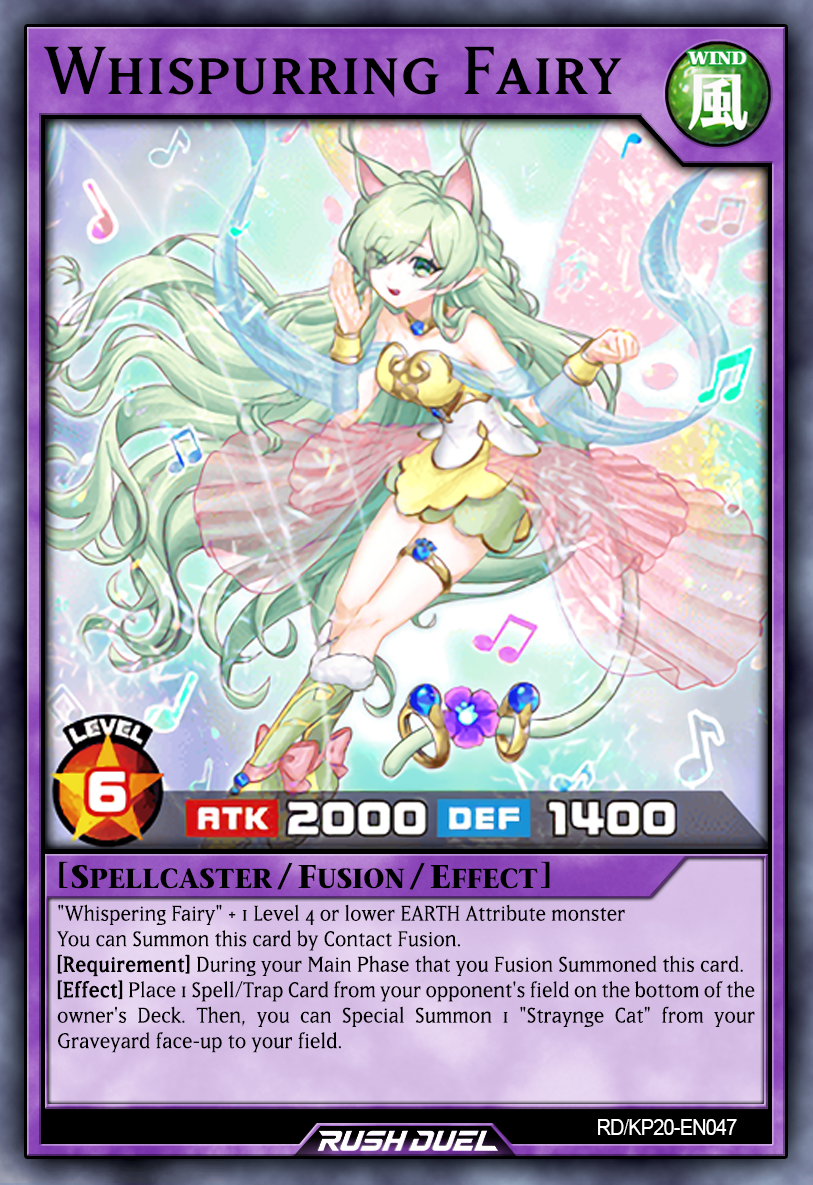 Whispurring Fairy
WIND
風
LEVEL
6
ATK 2000 DEF 1400
[Spellcaster / Fusion / Effect]
"Whispering Fairy" + 1 Level 4 or lower EARTH Attribute monster
You can Summon this card by Contact Fusion.
[Requirement] During your Main Phase that you Fusion Summoned this card.
[Effect] Place 1 Spell/Trap Card from your opponent's field on the bottom of the
owner's Deck. Then, you can Special Summon 1 "Straynge Cat" from your
Graveyard face-up to your field.
RD/KP20-EN047
RUSH DUEL